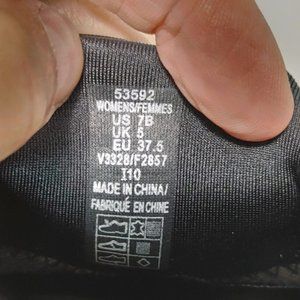 53592
WOMENS/FEMMES
US 7B
UK 5
EU 37.5
V3328/F2857
I10
MADE IN CHINA/
FABRIQUÉ EN CHINE